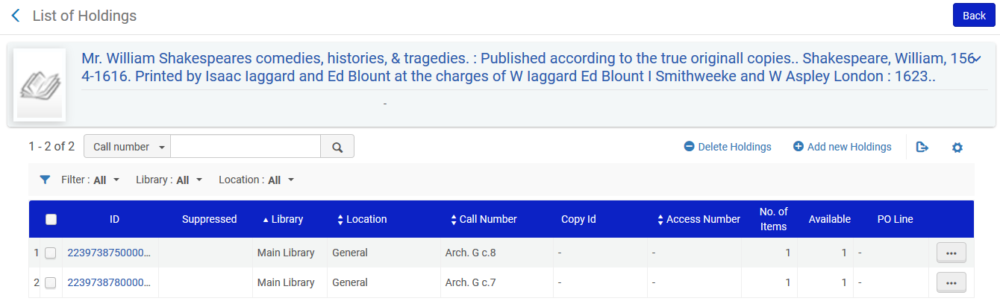 List of Holdings
Back
Mr. William Shakespeares comedies, histories, & tragedies. : Published according to the true originall copies.. Shakespeare, William, 156
4-1616. Printed by Isaac Iaggard and Ed Blount at the charges of W Iaggard Ed Blount I Smithweeke and W Aspley London : 1623..
-
1 - 2 of 2 Call number Delete Holdings Add new Holdings
Filter : All Library : All Location : All
ID Suppressed Library Location Call Number Copy Id Access Number No. of Items Available PO Line
1 2239738750000... Main Library General Arch. G c.8 - - 1 1 - ...
2 2239738780000... Main Library General Arch. G c.7 - - 1 1 - ...